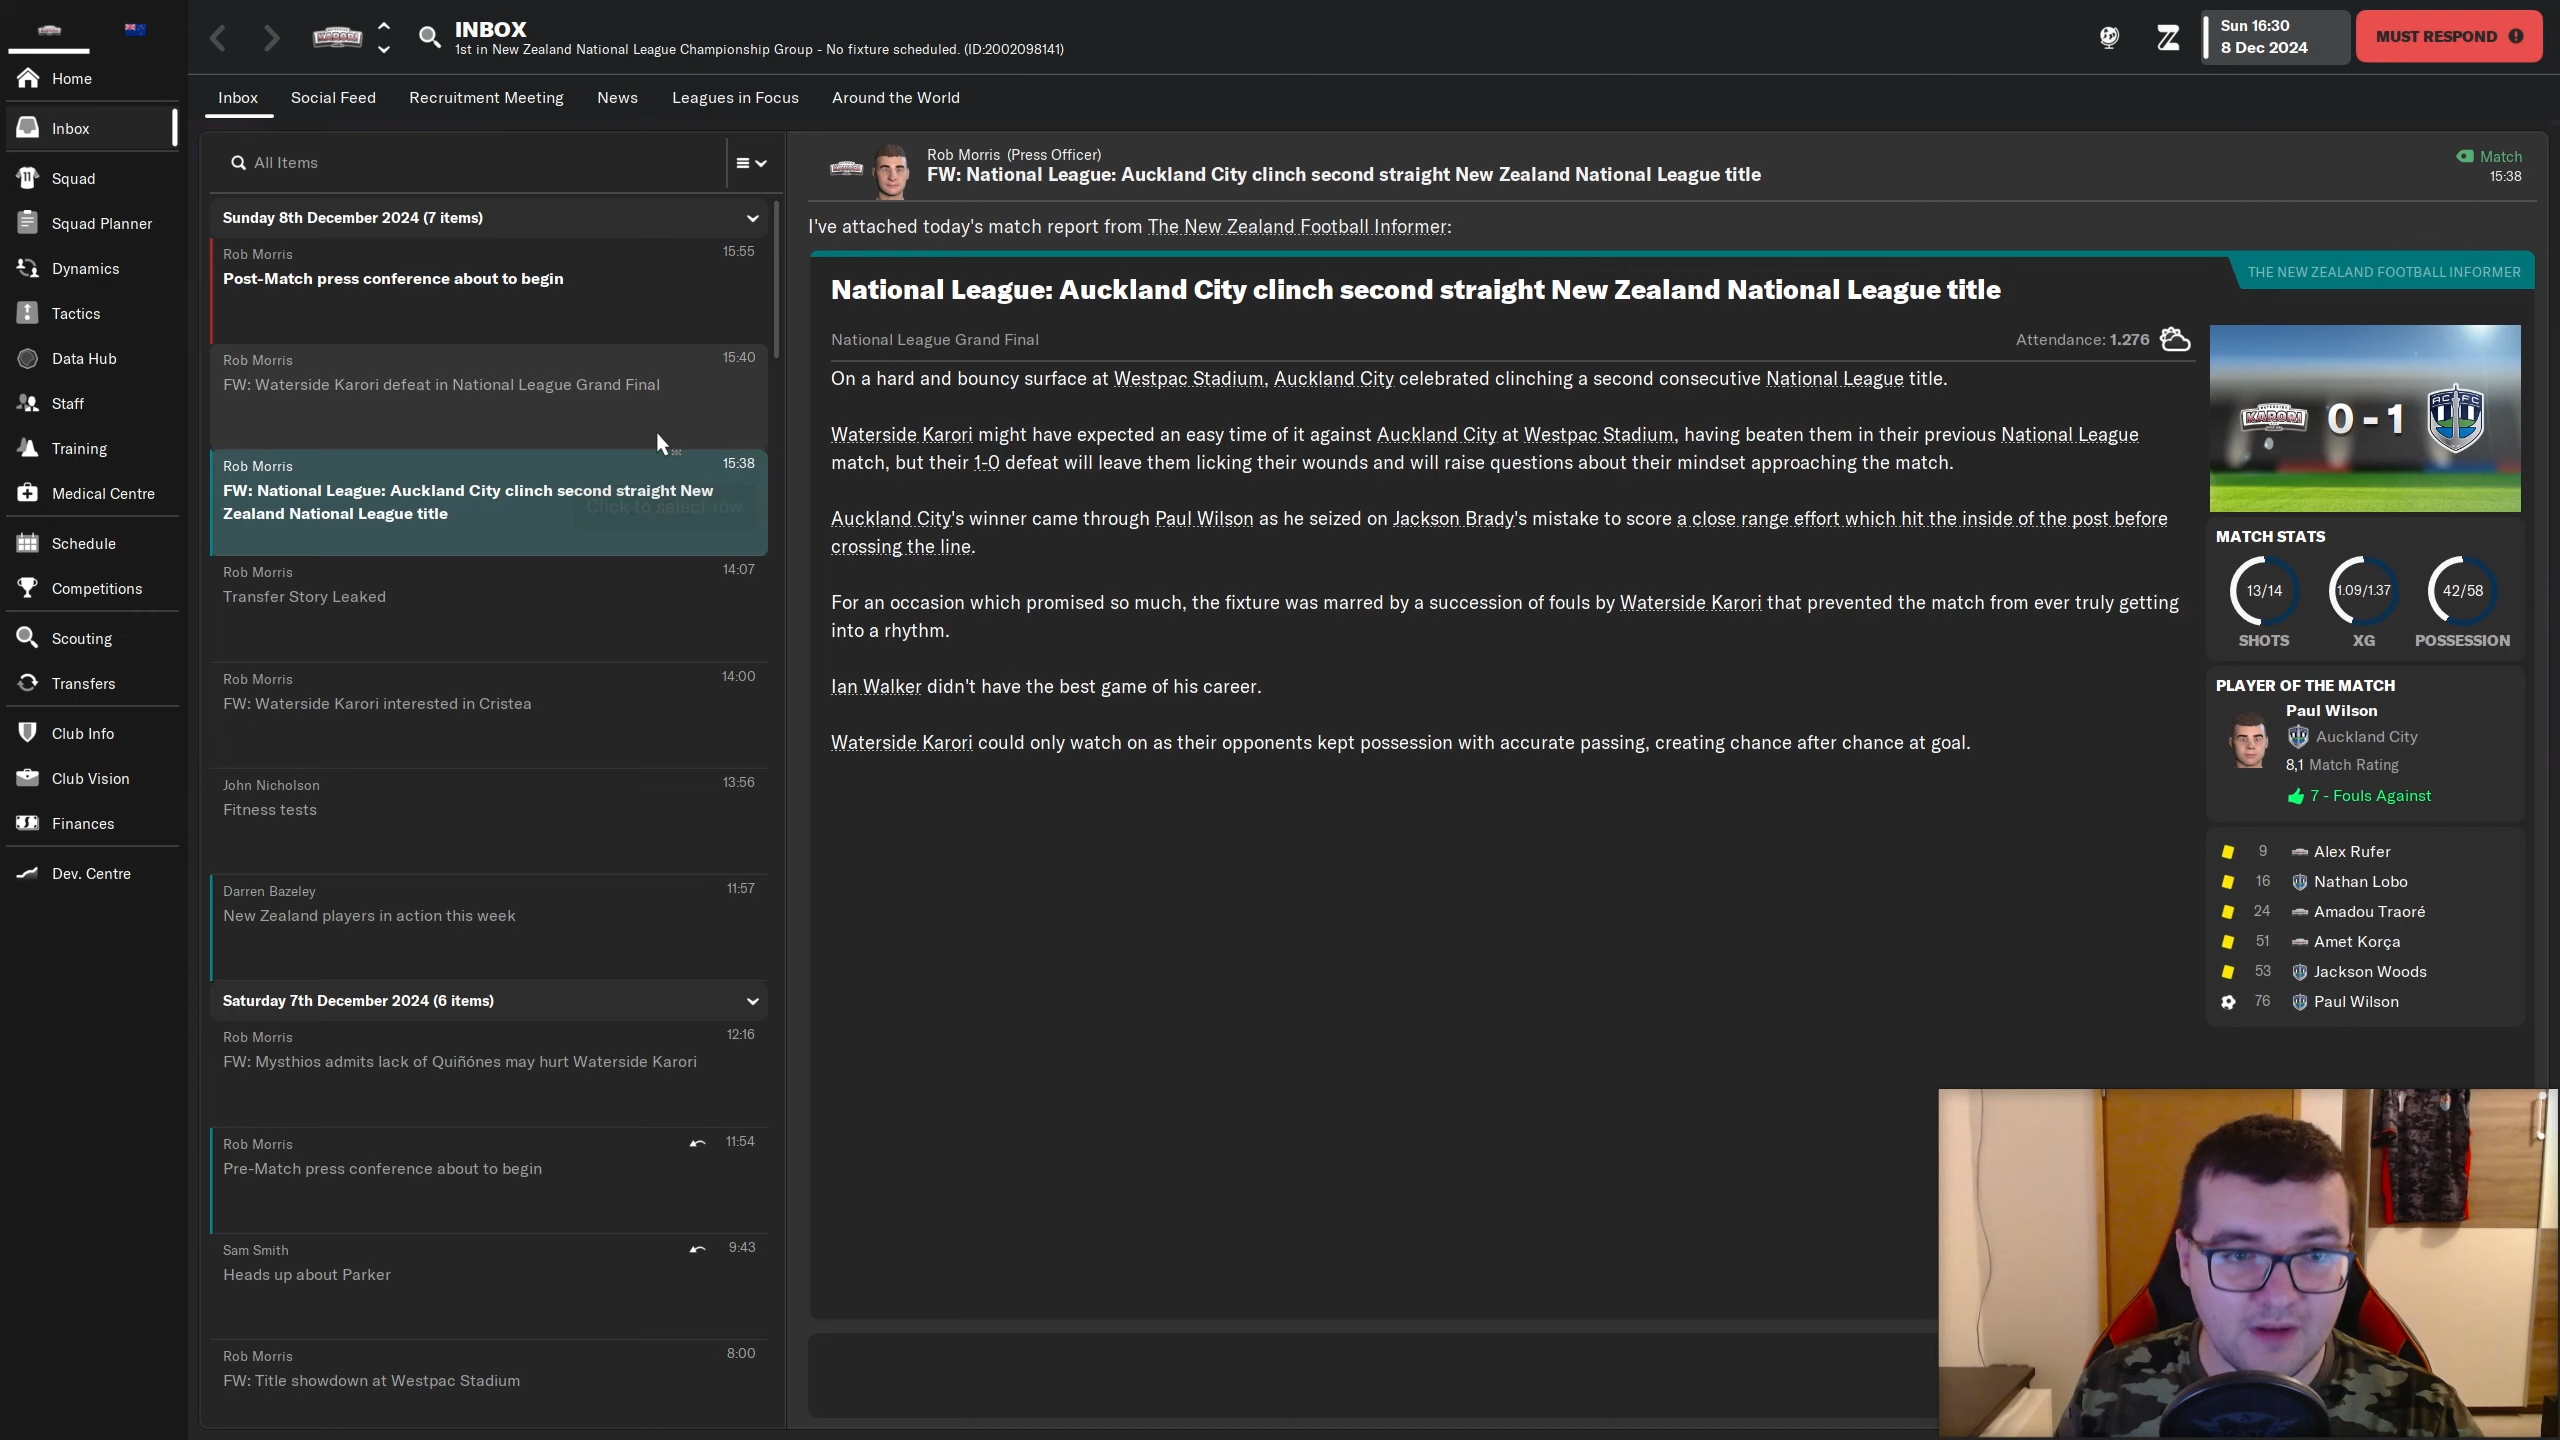 INBOX
1st in New Zealand National League Championship Group - No fixture scheduled. (ID:2002098141)
Sun 16:30
8 Dec 2024
MUST RESPOND
Home
Inbox
Squad
Squad Planner
Dynamics
Tactics
Data Hub
Staff
Training
Medical Centre
Schedule
Competitions
Scouting
Transfers
Club Info
Club Vision
Finances
Dev. Centre
Inbox Social Feed Recruitment Meeting News Leagues in Focus Around the World
All Items
Sunday 8th December 2024 (7 items)
Rob Morris 15:55
Post-Match press conference about to begin
Rob Morris 15:40
FW: Waterside Karori defeat in National League Grand Final
Rob Morris 15:38
FW: National League: Auckland City clinch second straight New
Zealand National League title
Click to select row
Rob Morris 14:07
Transfer Story Leaked
Rob Morris 14:00
FW: Waterside Karori interested in Cristea
John Nicholson 13:56
Fitness tests
Darren Bazeley 11:57
New Zealand players in action this week
Saturday 7th December 2024 (6 items)
Rob Morris 12:16
FW: Mysthios admits lack of Quiñónes may hurt Waterside Karori
Rob Morris 11:54
Pre-Match press conference about to begin
Sam Smith 9:43
Heads up about Parker
Rob Morris 8:00
FW: Title showdown at Westpac Stadium
Rob Morris (Press Officer)
FW: National League: Auckland City clinch second straight New Zealand National League title
Match
15:38
I've attached today's match report from The New Zealand Football Informer:
THE NEW ZEALAND FOOTBALL INFORMER
National League: Auckland City clinch second straight New Zealand National League title
National League Grand Final Attendance: 1.276
On a hard and bouncy surface at Westpac Stadium, Auckland City celebrated clinching a second consecutive National League title.
Waterside Karori might have expected an easy time of it against Auckland City at Westpac Stadium, having beaten them in their previous National League
match, but their 1-0 defeat will leave them licking their wounds and will raise questions about their mindset approaching the match.
Auckland City's winner came through Paul Wilson as he seized on Jackson Brady's mistake to score a close range effort which hit the inside of the post before
crossing the line.
For an occasion which promised so much, the fixture was marred by a succession of fouls by Waterside Karori that prevented the match from ever truly getting
into a rhythm.
Ian Walker didn't have the best game of his career.
Waterside Karori could only watch on as their opponents kept possession with accurate passing, creating chance after chance at goal.
KARORI 0 - 1 ACFC
MATCH STATS
13/14 1.09/1.37 42/58
SHOTS XG POSSESSION
PLAYER OF THE MATCH
Paul Wilson
Auckland City
8,1 Match Rating
7 - Fouls Against
9 Alex Rufer
16 Nathan Lobo
24 Amadou Traoré
51 Amet Korça
53 Jackson Woods
76 Paul Wilson